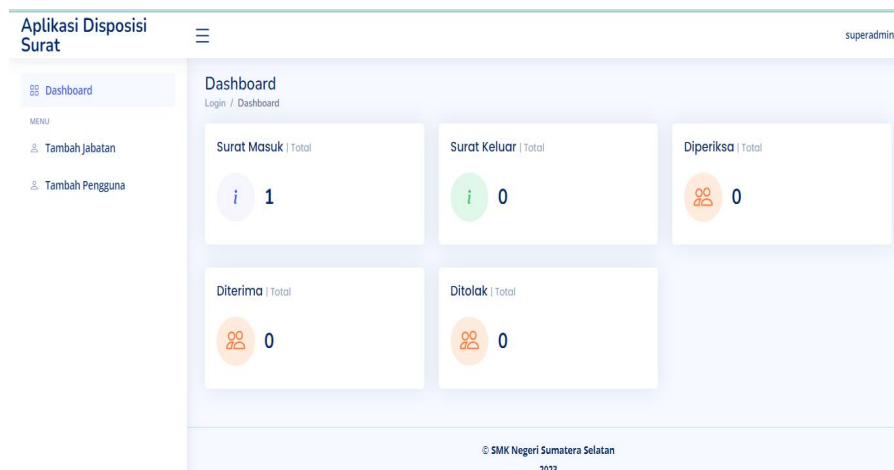 Aplikasi Disposisi
Surat
superadmin
Dashboard
MENU
Tambah Jabatan
Tambah Pengguna
Dashboard
Login / Dashboard
Surat Masuk | Total
i 1
Surat Keluar | Total
i 0
Diperiksa | Total
0
Diterima | Total
0
Ditolak | Total
0
© SMK Negeri Sumatera Selatan
2023